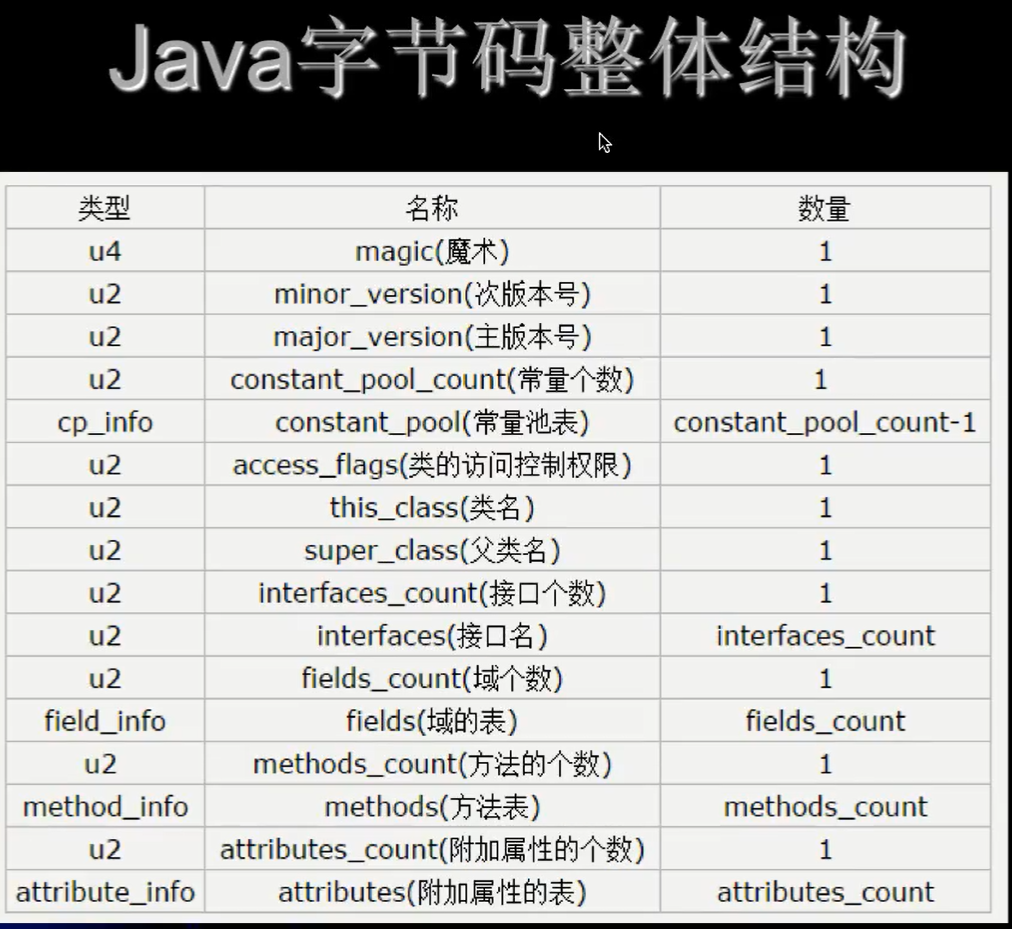 Java字节码整体结构
类型 名称 数量
u4 magic(魔术) 1
u2 minor_version(次版本号) 1
u2 major_version(主版本号) 1
u2 constant_pool_count(常量个数) 1
cp_info constant_pool(常量池表) constant_pool_count-1
u2 access_flags(类的访问控制权限) 1
u2 this_class(类名) 1
u2 super_class(父类名) 1
u2 interfaces_count(接口个数) 1
u2 interfaces(接口名) interfaces_count
u2 fields_count(域个数) 1
field_info fields(域的表) fields_count
u2 methods_count(方法的个数) 1
method_info methods(方法表) methods_count
u2 attributes_count(附加属性的个数) 1
attribute_info attributes(附加属性的表) attributes_count